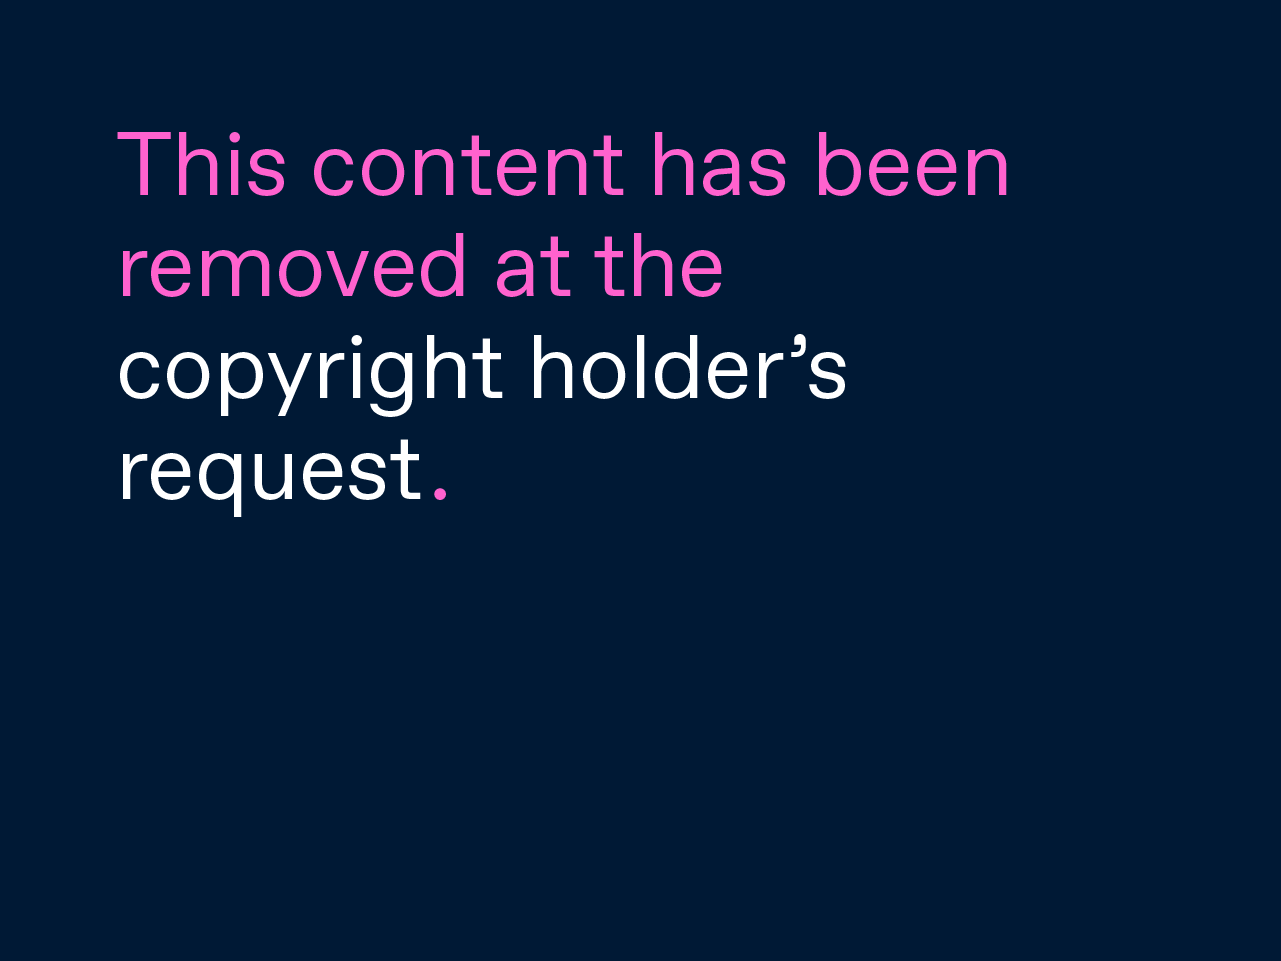 This content has been
removed at the
copyright holder’s
request.